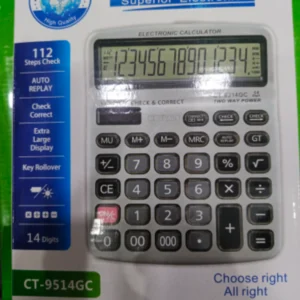 High Quality
Superior Electronic
ELECTRONIC CALCULATOR
12345678901234
112
Steps Check
AUTO
REPLAY
Check
Correct
Extra
Large
Display
Key Rollover
14 Digits
CHECK & CORRECT
TWO WAY POWER
MU M+ M- MRC GT
+/- 7 8 9 % √
CE 4 5 6 × ÷
1 2 3 + -
0 00 000 • =
CT-9514GC
Choose right
All right